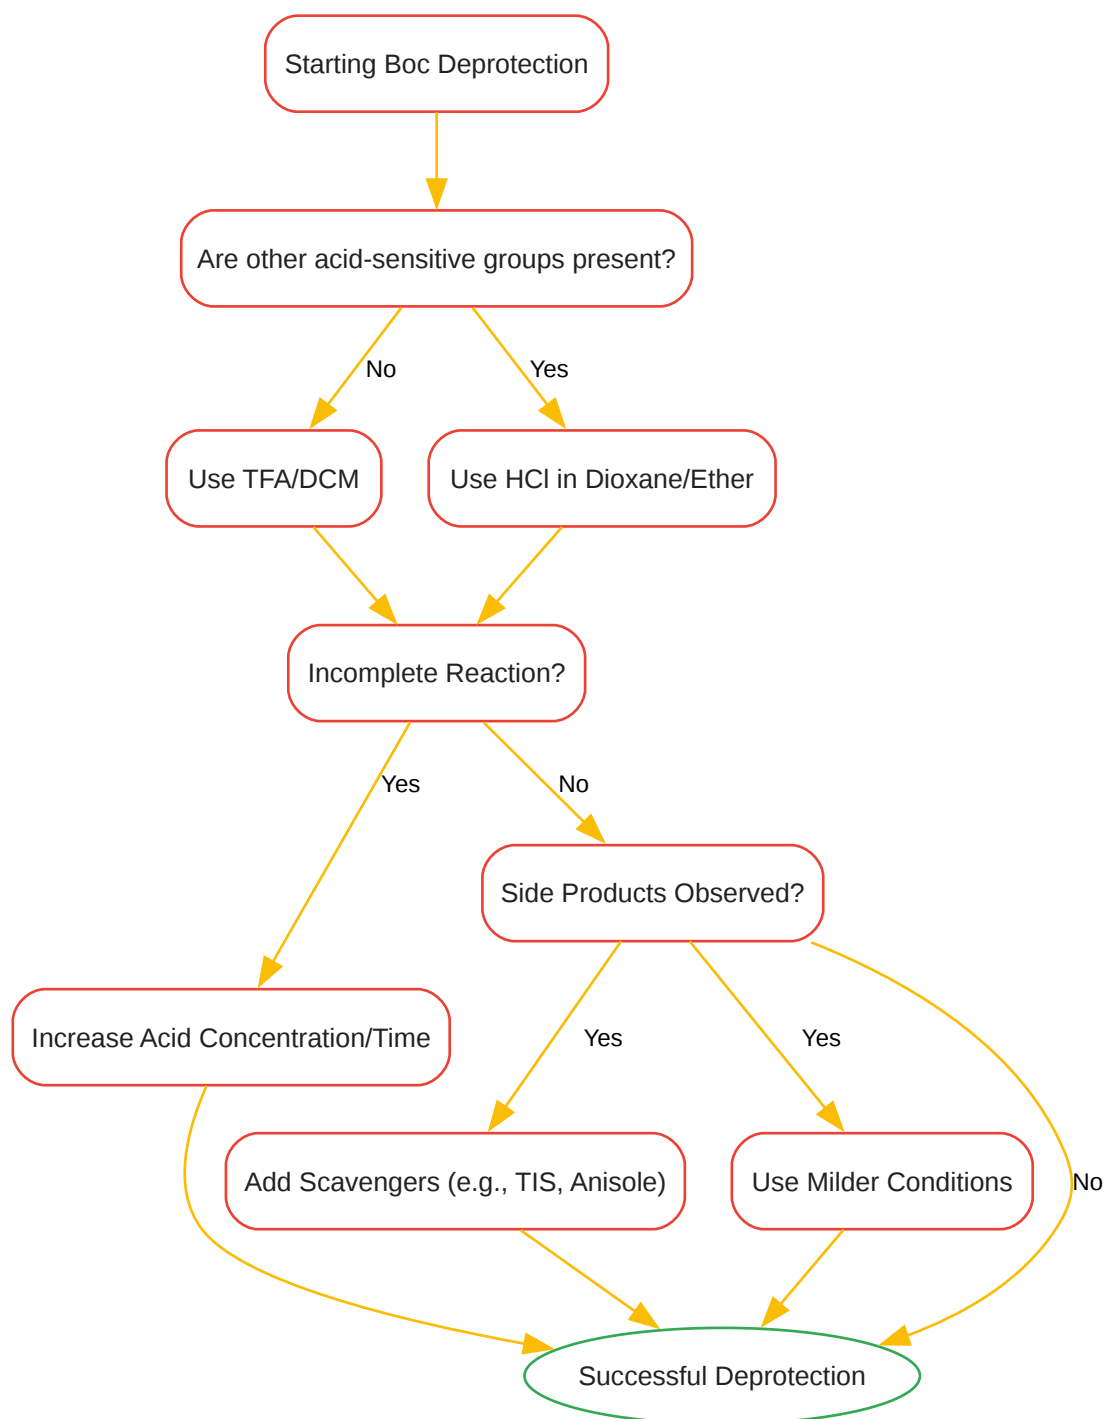 Starting Boc Deprotection
Are other acid-sensitive groups present?
No
Yes
Use TFA/DCM
Use HCl in Dioxane/Ether
Incomplete Reaction?
Yes
No
Side Products Observed?
Increase Acid Concentration/Time
Yes
Yes
Add Scavengers (e.g., TIS, Anisole)
Use Milder Conditions
No
Successful Deprotection